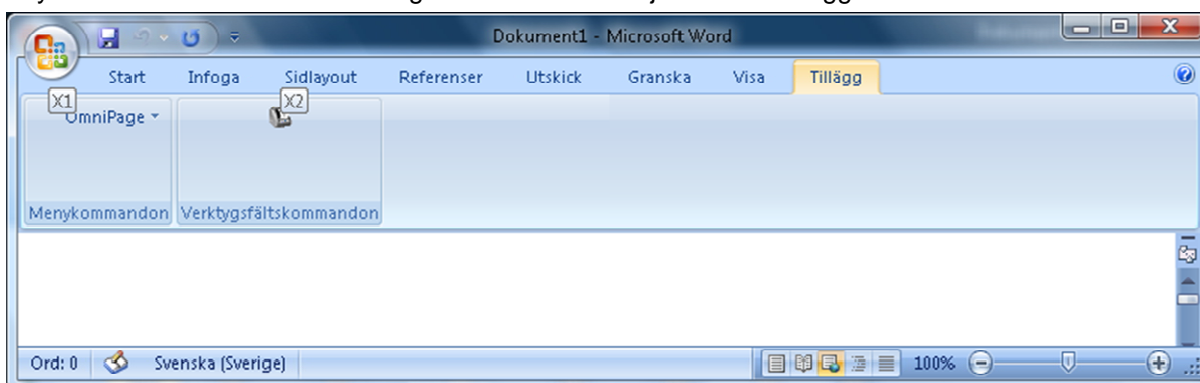 Dokument1 - Microsoft Word
Start Infoga Sidlayout Referenser Utskick Granska Visa Tillägg
X1 X2
OmniPage
Menykommandon Verktygsfältskommandon
Ord: 0 Svenska (Sverige) 100%